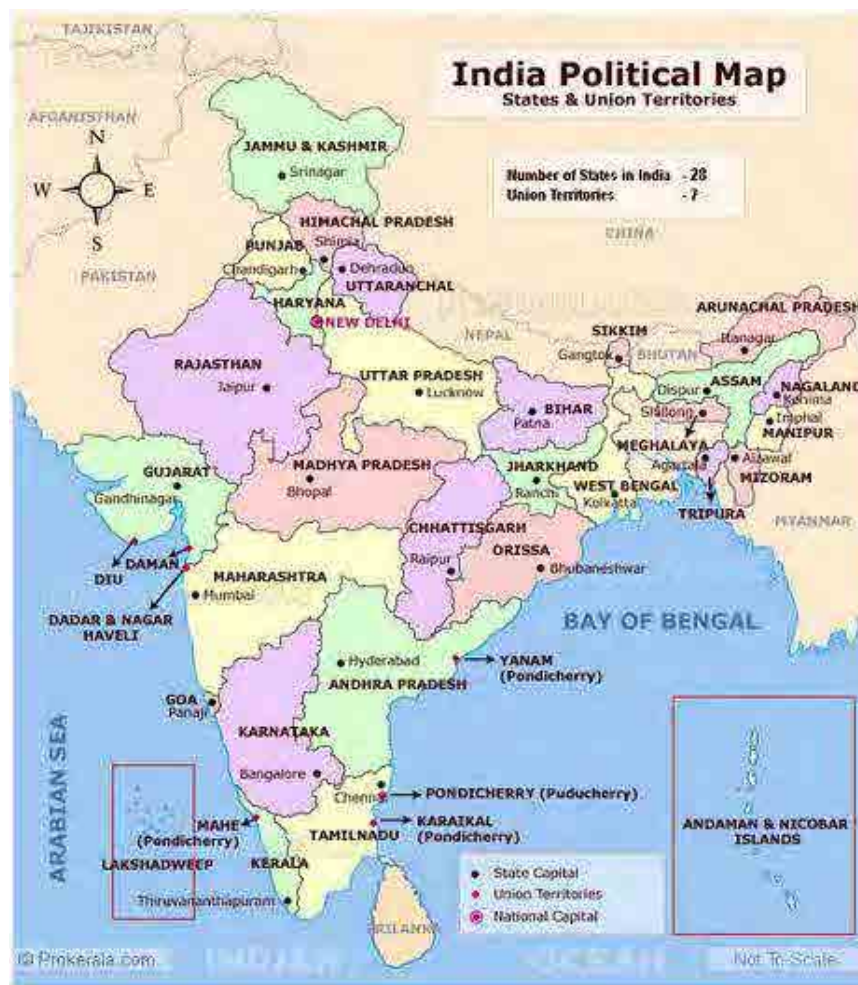 TAJIKISTAN
India Political Map
States & Union Territories
AFGANISTHAN
N
W E
S
JAMMU & KASHMIR
Srinagar
Number of States in India - 28
Union Territories - 7
HIMACHAL PRADESH
Shimla
CHINA
PUNJAB
Chandigarh
Dehradun
UTTARANCHAL
PAKISTAN
HARYANA
NEW DELHI
ARUNACHAL PRADESH
Itanagar
NEPAL
SIKKIM
Gangtok
BHUTAN
RAJASTHAN
Jaipur
UTTAR PRADESH
Lucknow
ASSAM
Dispur
NAGALAND
Kohima
BIHAR
Patna
Shillong
Imphal
MANIPUR
MEGHALAYA
Agartala
Aizawal
MIZORAM
TRIPURA
MYANMAR
GUJARAT
Gandhinagar
MADHYA PRADESH
Bhopal
JHARKHAND
Ranchi
WEST BENGAL
Kolkatta
CHHATTISGARH
Raipur
ORISSA
Bhubaneshwar
DAMAN
DIU
MAHARASHTRA
Mumbai
DADAR & NAGAR
HAVELI
BAY OF BENGAL
Hyderabad
ANDHRA PRADESH
YANAM
(Pondicherry)
GOA
Panaji
KARNATAKA
Bangalore
ARABIAN SEA
Chennai
PONDICHERRY (Puducherry)
MAHE
(Pondicherry)
TAMILNADU
KARAIKAL
(Pondicherry)
ANDAMAN & NICOBAR
ISLANDS
LAKSHADWEEP
KERALA
Thiruvananthapuram
State Capital
Union Territories
National Capital
SRILANKA
© Prokerala.com
INDIAN OCEAN
Not To Scale